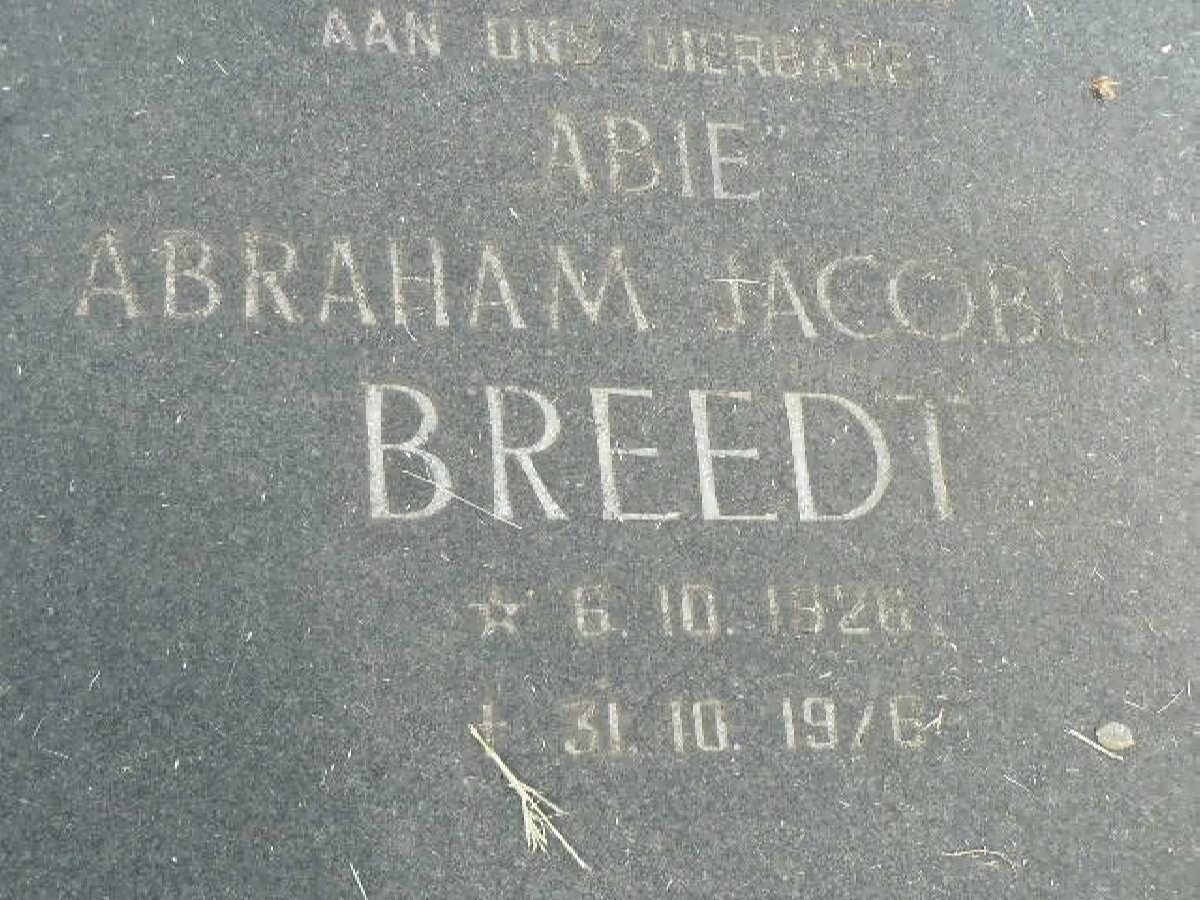 AAN ONS DIERBARE
"ABIE"
ABRAHAM JACOBUS
BREEDT
☆ 6. 10. 1926
† 31. 10. 1976